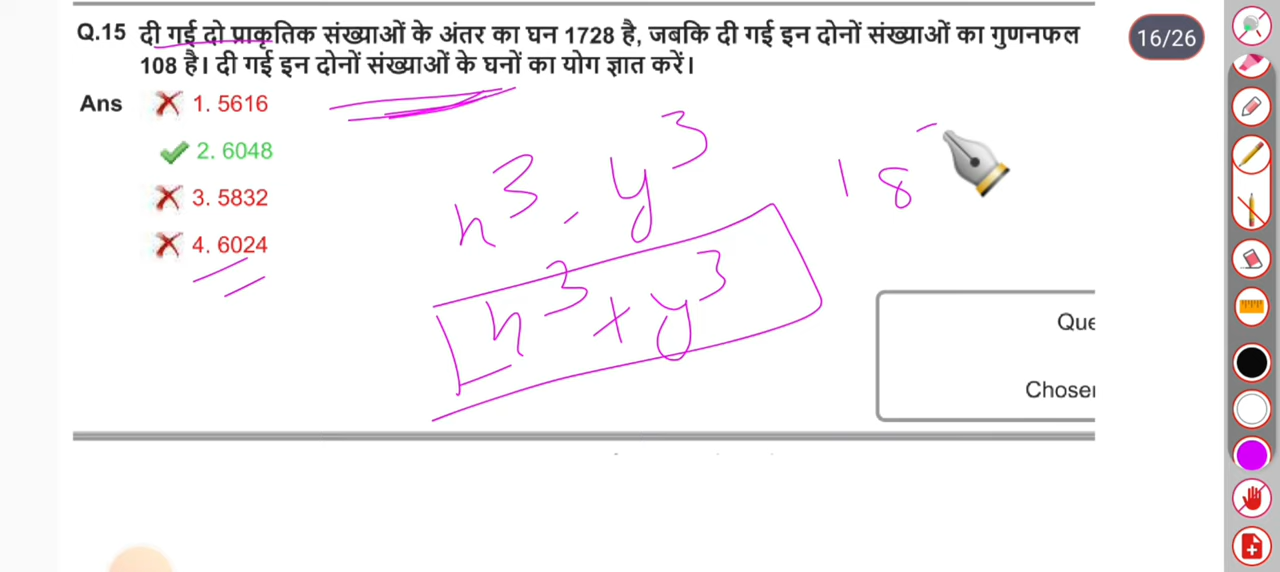 Q.15 दी गई दो प्राकृतिक संख्याओं के अंतर का घन 1728 है, जबकि दी गई इन दोनों संख्याओं का गुणनफल
108 है। दी गई इन दोनों संख्याओं के घनों का योग ज्ञात करें।
16/26
Ans 1. 5616
2. 6048
3. 5832
4. 6024
x³ - y³
18
x³ + y³
Que
Chosen